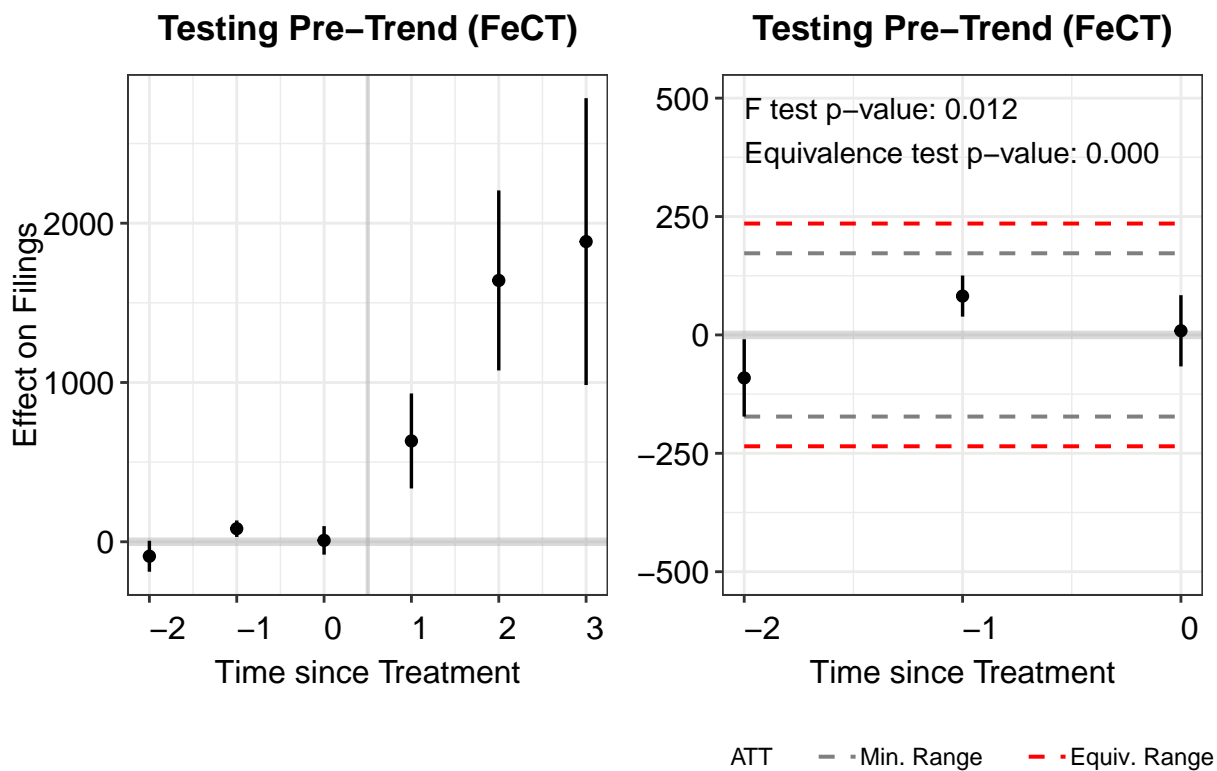 Testing Pre−Trend (FeCT)
Effect on Filings
2000
1000
0
−2 −1 0 1 2 3
Time since Treatment
Testing Pre−Trend (FeCT)
F test p−value: 0.012
Equivalence test p−value: 0.000
500
250
0
−250
−500
−2 −1 0
Time since Treatment
ATT Min. Range Equiv. Range